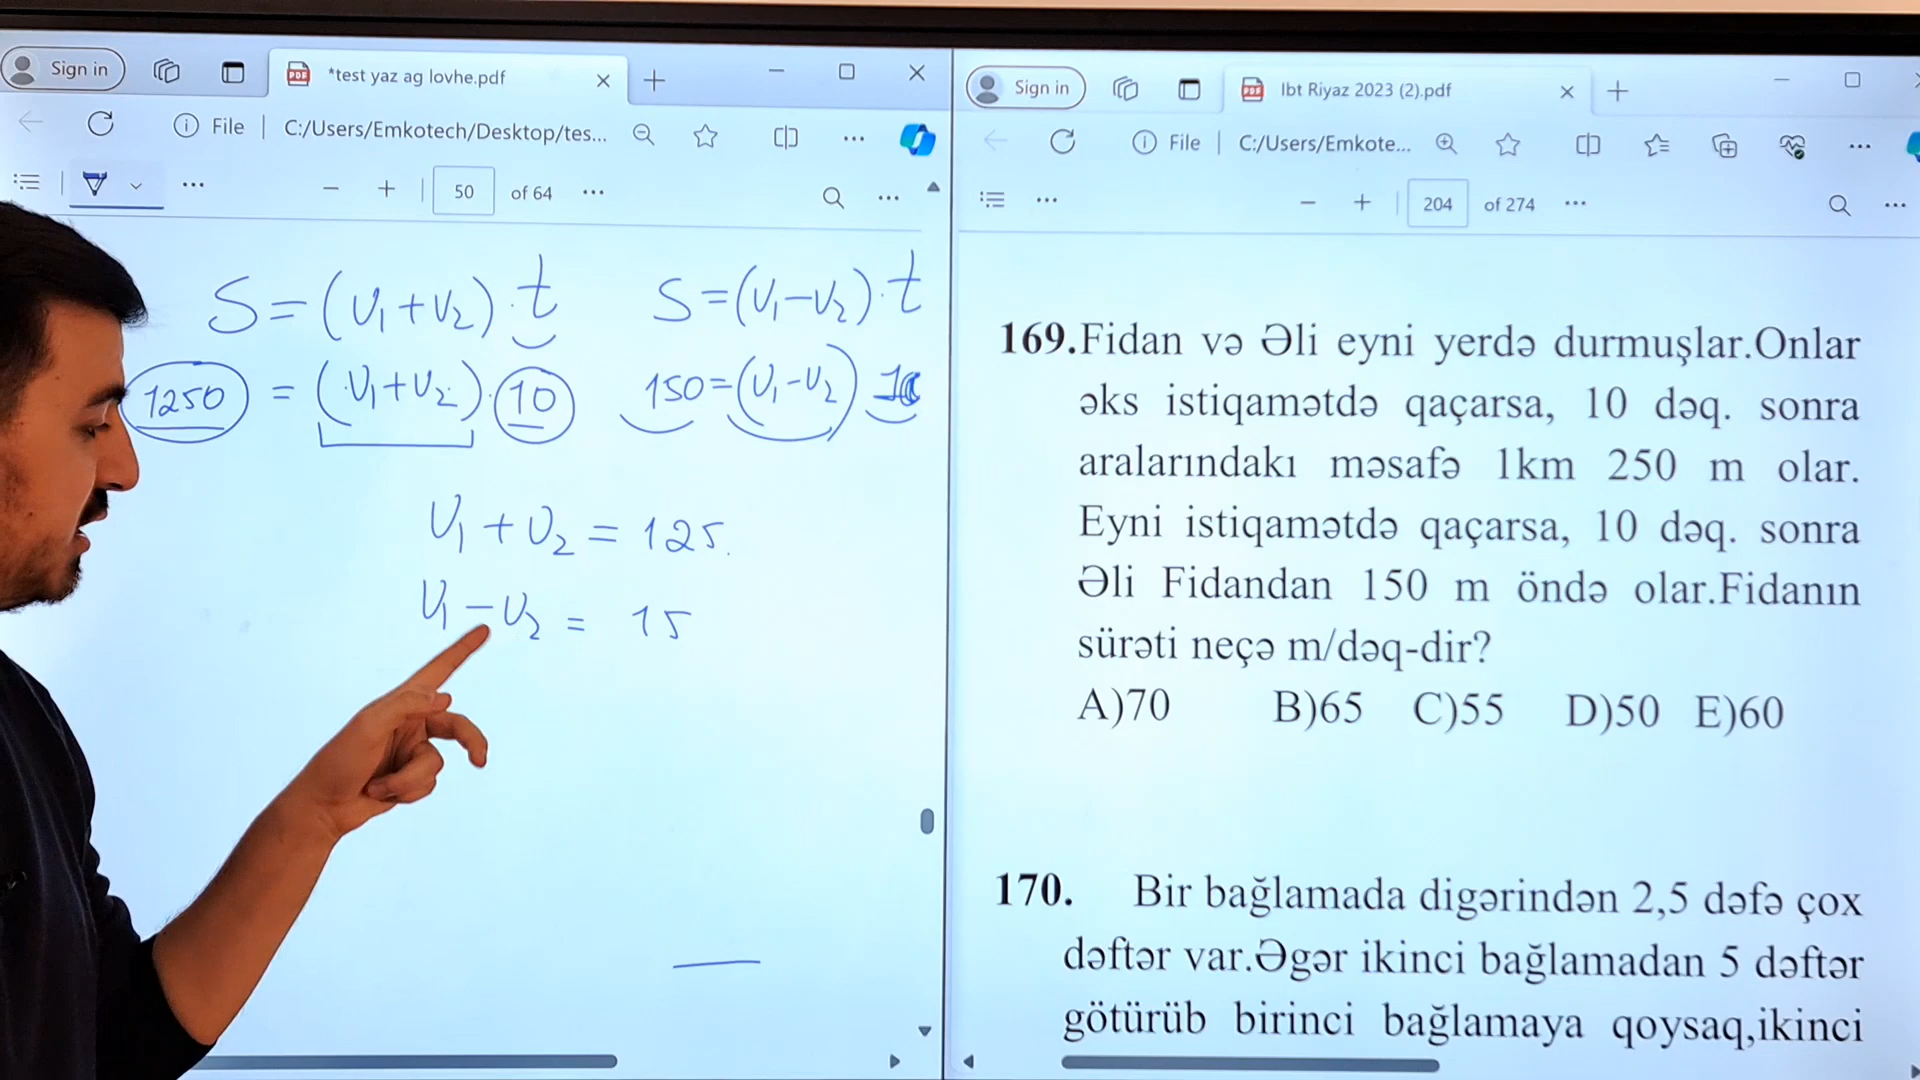 Sign in
*test yaz ag lovhe.pdf
File
C:/Users/Emkotech/Desktop/tes...
50 of 64
S=(v₁+v₂)·t
S=(v₁-v₂)·t
1250 = (v₁+v₂)·10
150=(v₁-v₂)
v₁+v₂=125.
v₁-v₂= 15
Sign in
Ibt Riyaz 2023 (2).pdf
File
C:/Users/Emkote...
204 of 274
169.Fidan və Əli eyni yerdə durmuşlar.Onlar
əks istiqamətdə qaçarsa, 10 dəq. sonra
aralarındakı məsafə 1km 250 m olar.
Eyni istiqamətdə qaçarsa, 10 dəq. sonra
Əli Fidandan 150 m öndə olar.Fidanın
sürəti neçə m/dəq-dir?
A)70 B)65 C)55 D)50 E)60
170. Bir bağlamada digərindən 2,5 dəfə çox
dəftər var.Əgər ikinci bağlamadan 5 dəftər
götürüb birinci bağlamaya qoysaq,ikinci